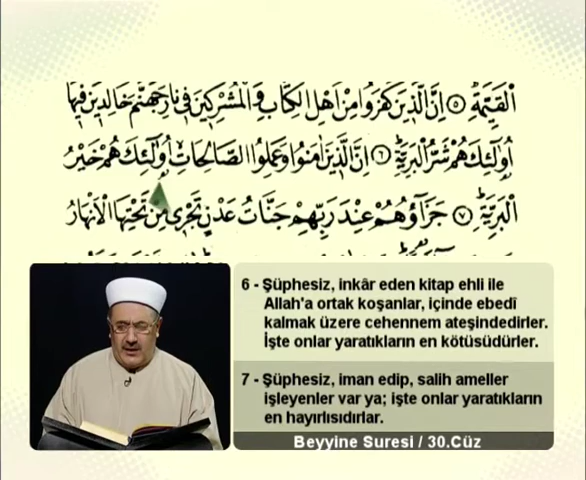 الْقَيِّمَةِ ۝٥ اِنَّ الَّذٖينَ كَفَرُوا مِنْ اَهْلِ الْكِتَابِ وَالْمُشْرِكٖينَ فٖى نَارِ جَهَنَّمَ خَالِدٖينَ فٖيهَا
اُولٰٓئِكَ هُمْ شَرُّ الْبَرِيَّةِ ۝٦ اِنَّ الَّذٖينَ اٰمَنُوا وَعَمِلُوا الصَّالِحَاتِ اُولٰٓئِكَ هُمْ خَيْرُ
الْبَرِيَّةِ ۝٧ جَزَٓاؤُهُمْ عِنْدَ رَبِّهِمْ جَنَّاتُ عَدْنٍ تَجْرٖى مِنْ تَحْتِهَا الْاَنْهَارُ
6 - Şüphesiz, inkâr eden kitap ehli ile
Allah'a ortak koşanlar, içinde ebedî
kalmak üzere cehennem ateşindedirler.
İşte onlar yaratıkların en kötüsüdürler.
7 - Şüphesiz, iman edip, salih ameller
işleyenler var ya; işte onlar yaratıkların
en hayırlısıdırlar.
Beyyine Suresi / 30.Cüz